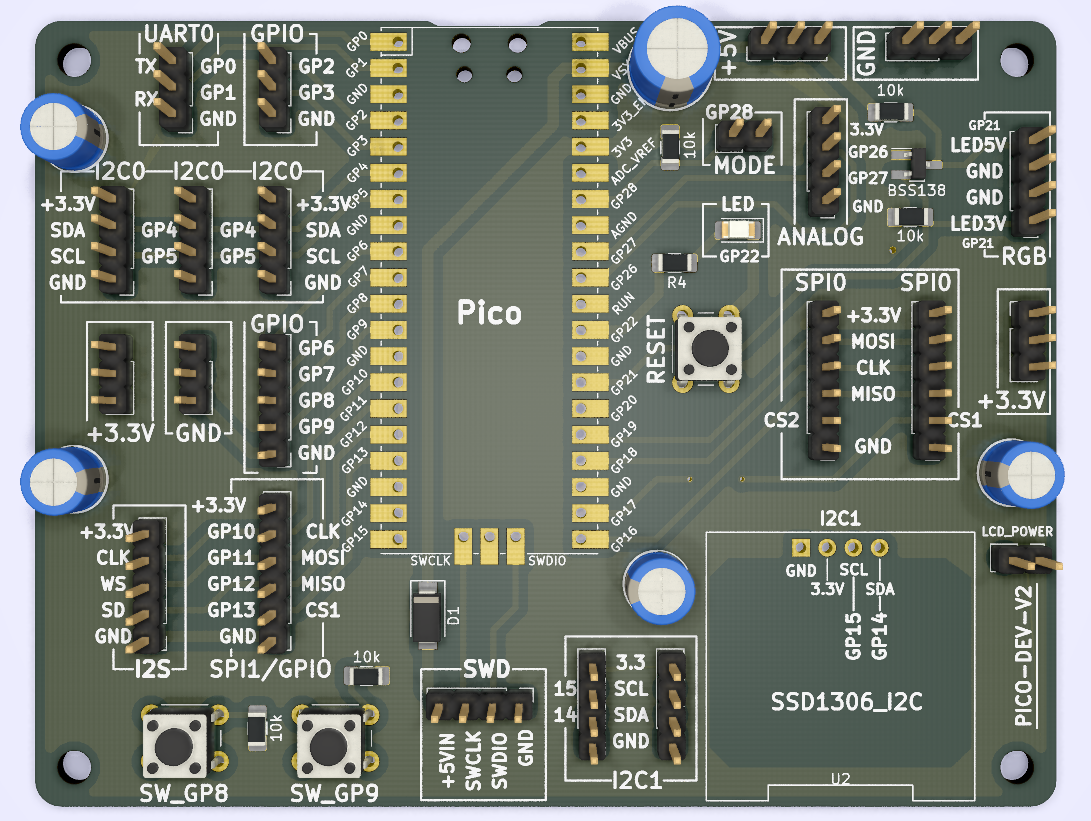 UART0
TX GP0
RX GP1
GND
GPIO
GP2
GP3
GND
I2C0 I2C0 I2C0
+3.3V +3.3V
SDA GP4 GP4 SDA
SCL GP5 GP5 SCL
GND GND
+3.3V
GND
GPIO
GP6
GP7
GP8
GP9
GND
+3.3V
CLK
WS
SD
GND
I2S
+3.3V
GP10 CLK
GP11 MOSI
GP12 MISO
GP13 CS1
GND
SPI1/GPIO
10k
10k
SW_GP8
SW_GP9
GP0
GP1
GND
GP2
GP3
GP4
GP5
GND
GP6
GP7
GP8
GP9
GND
GP10
GP11
GP12
GP13
GND
GP14
GP15
Pico
SWCLK
SWDIO
VBUS
GND
3V3
ADC_VREF
GP28
AGND
GP27
GP26
RUN
GP22
GND
GP21
GP20
GP19
GP18
GND
GP17
GP16
D1
SWD
+5VIN
SWCLK
SWDIO
GND
3.3
15 SCL
14 SDA
GND
I2C1
+5V
GND
10k
GP28
MODE
10k
3.3V
GP26
GP27
GND
ANALOG
BSS138
10k
LED
GP22
R4
RESET
GP21
LED5V
GND
GND
LED3V
GP21
RGB
SPI0 SPI0
+3.3V
MOSI
CLK
MISO
CS2 CS1
GND
+3.3V
I2C1
GND SCL
3.3V SDA
GP15
GP14
SSD1306_I2C
U2
LCD_POWER
PICO-DEV-V2